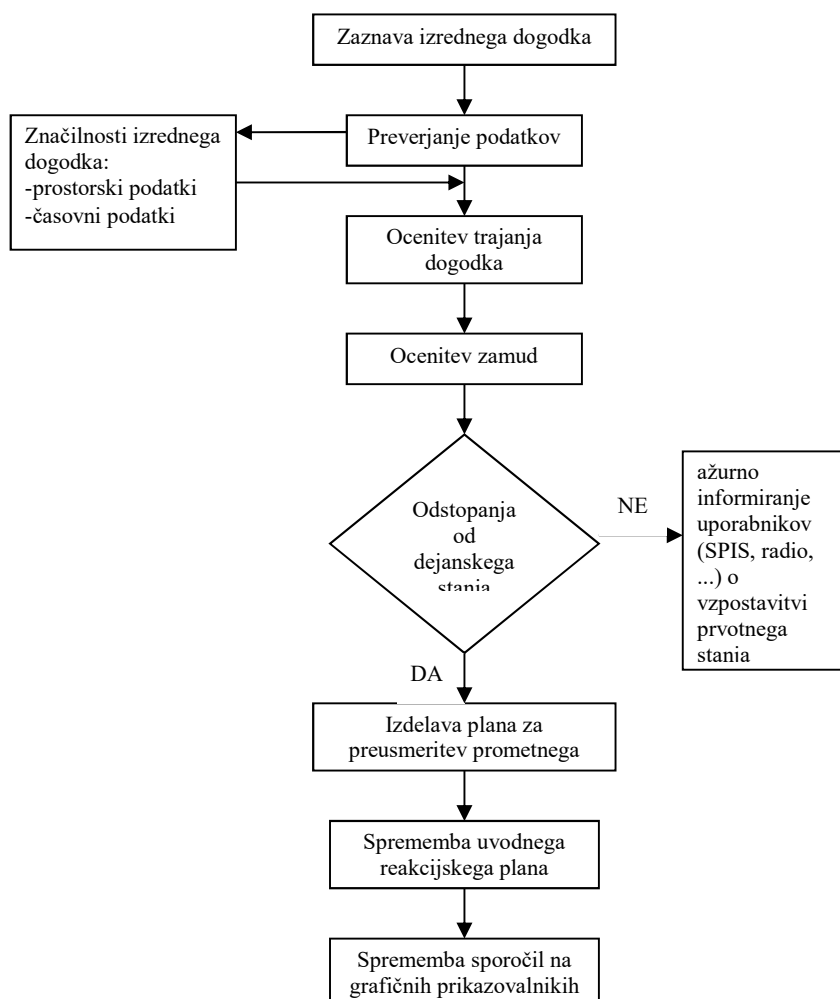 Zaznava izrednega dogodka
Preverjanje podatkov
Značilnosti izrednega
dogodka:
-prostorski podatki
-časovni podatki
Ocenitev trajanja
dogodka
Ocenitev zamud
Odstopanja
od
dejanskega
stanja
NE
ažurno
informiranje
uporabnikov
(SPIS, radio,
...) o
vzpostavitvi
prvotnega
stanja
DA
Izdelava plana za
preusmeritev prometnega
Sprememba uvodnega
reakcijskega plana
Sprememba sporočil na
grafičnih prikazovalnikih